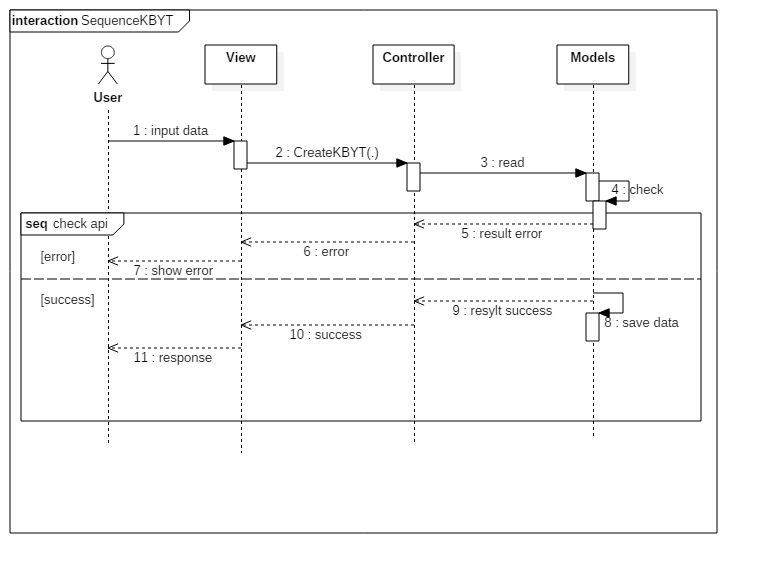 interaction SequenceKBYT
User
View
Controller
Models
1 : input data
2 : CreateKBYT(.)
3 : read
4 : check
seq check api
5 : result error
[error]
6 : error
7 : show error
[success]
9 : resylt success
8 : save data
10 : success
11 : response